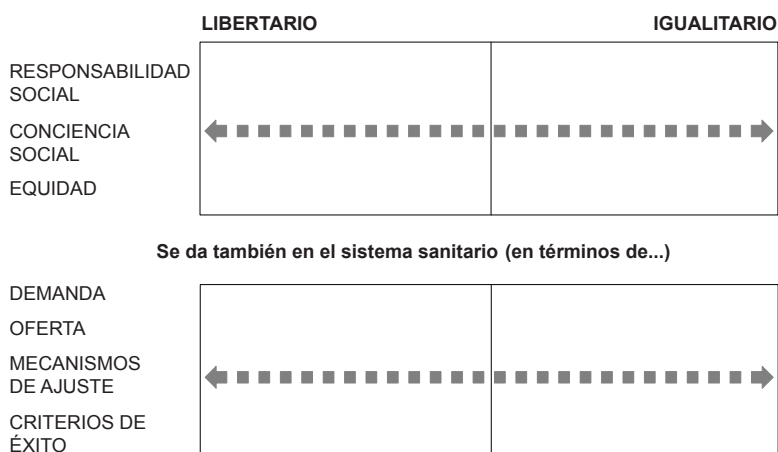 LIBERTARIO IGUALITARIO
RESPONSABILIDAD
SOCIAL
CONCIENCIA
SOCIAL
EQUIDAD
Se da también en el sistema sanitario (en términos de...)
DEMANDA
OFERTA
MECANISMOS
DE AJUSTE
CRITERIOS DE
ÉXITO